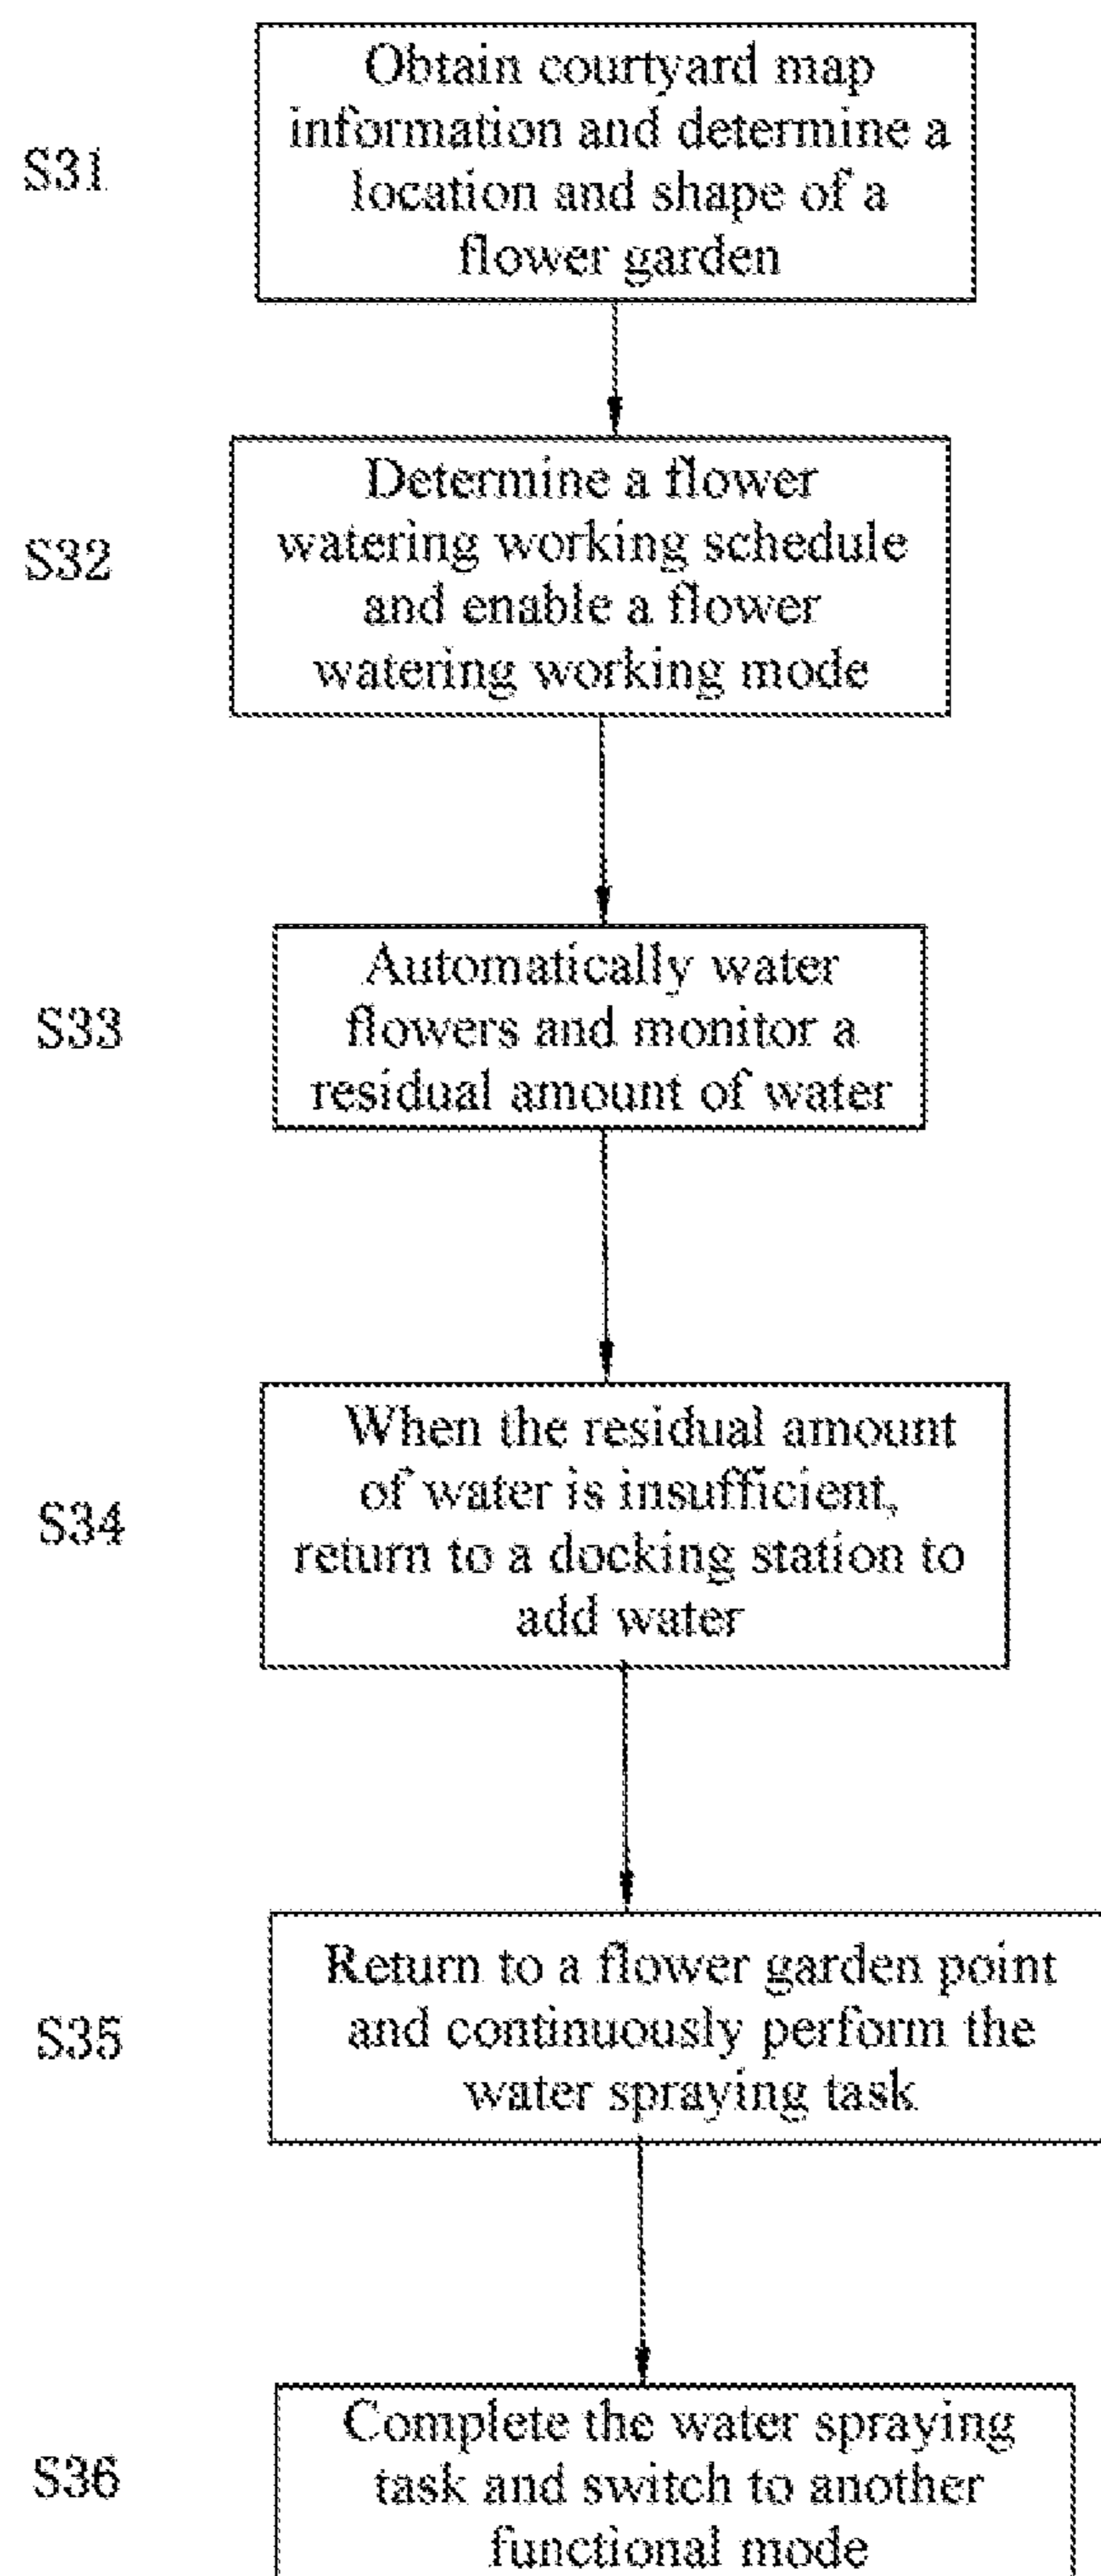 S31
Obtain courtyard map
information and determine a
location and shape of a
flower garden
S32
Determine a flower
watering working schedule
and enable a flower
watering working mode
S33
Automatically water
flowers and monitor a
residual amount of water
S34
When the residual amount
of water is insufficient,
return to a docking station to
add water
S35
Return to a flower garden point
and continuously perform the
water spraying task
S36
Complete the water spraying
task and switch to another
functional mode